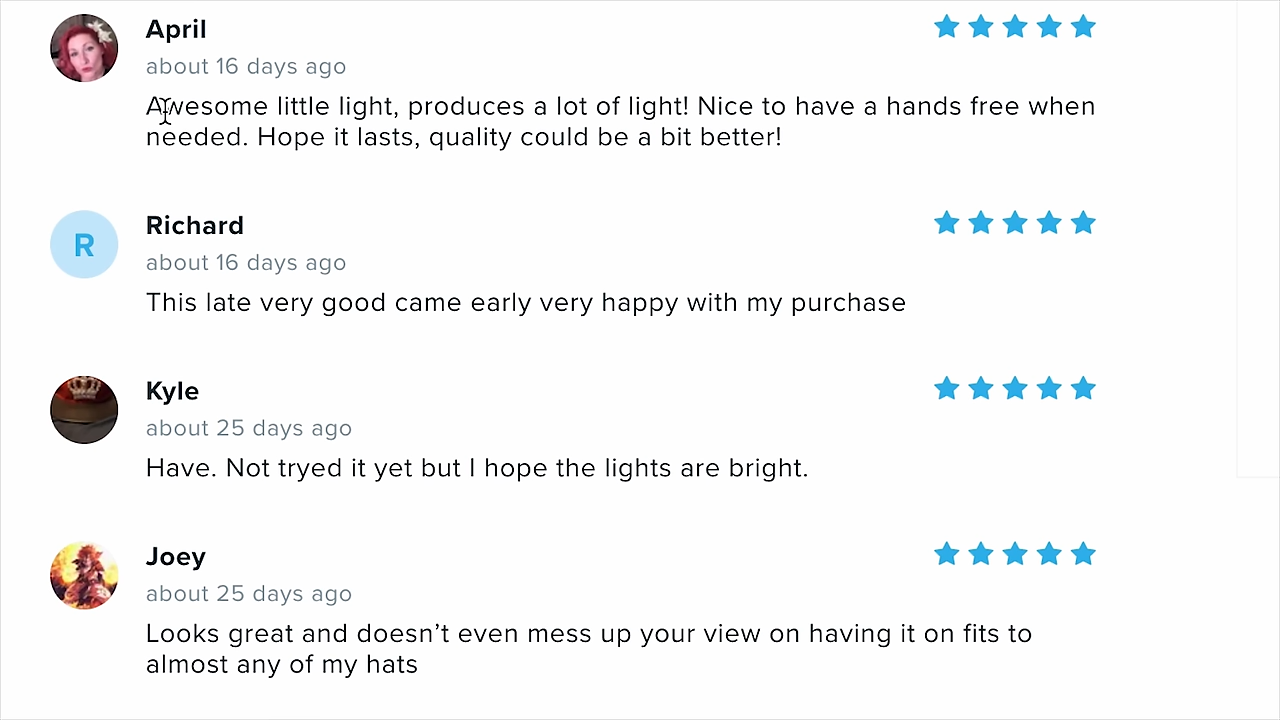 April
about 16 days ago
Awesome little light, produces a lot of light! Nice to have a hands free when
needed. Hope it lasts, quality could be a bit better!
R
Richard
about 16 days ago
This late very good came early very happy with my purchase
Kyle
about 25 days ago
Have. Not tryed it yet but I hope the lights are bright.
Joey
about 25 days ago
Looks great and doesn’t even mess up your view on having it on fits to
almost any of my hats